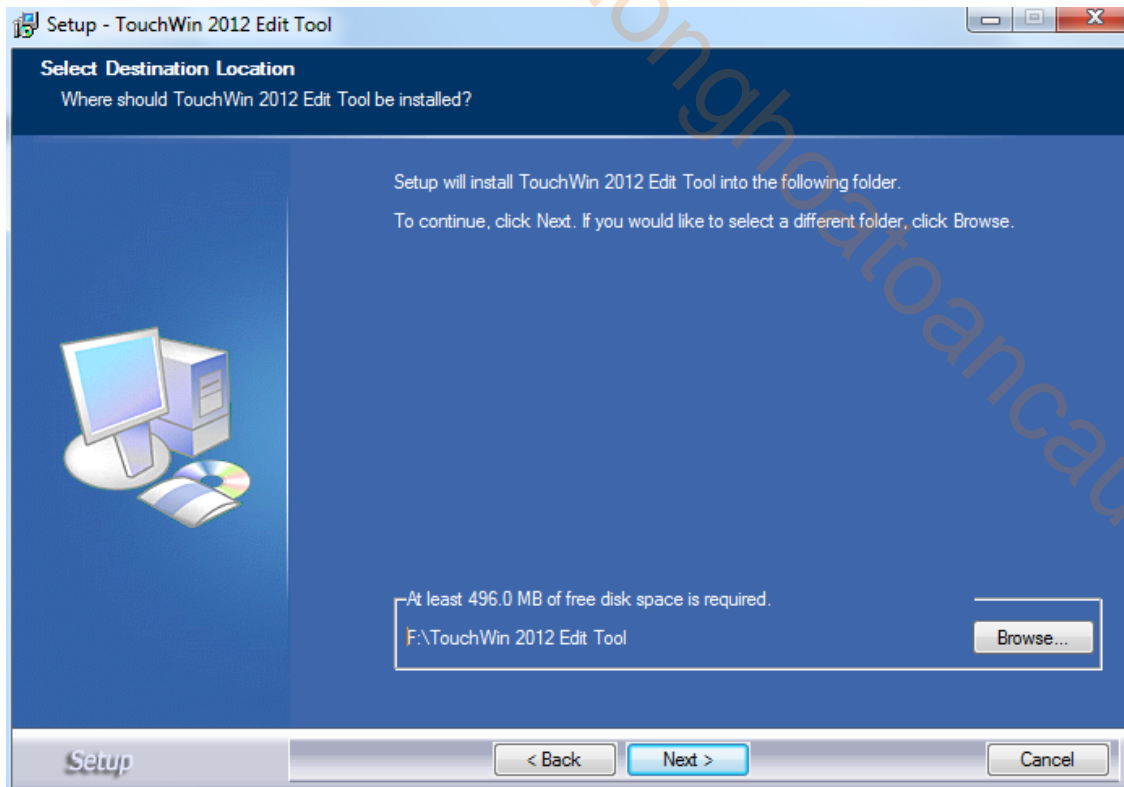 Setup - TouchWin 2012 Edit Tool
Select Destination Location
Where should TouchWin 2012 Edit Tool be installed?
Setup will install TouchWin 2012 Edit Tool into the following folder.
To continue, click Next. If you would like to select a different folder, click Browse.
At least 496.0 MB of free disk space is required.
F:\TouchWin 2012 Edit Tool
Browse...
Setup
< Back
Next >
Cancel